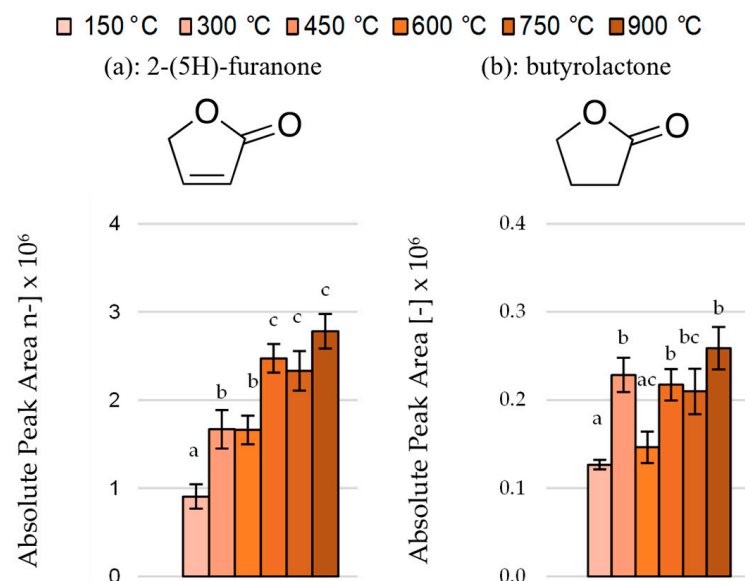 150 °C 300 °C 450 °C 600 °C 750 °C 900 °C
(a): 2-(5H)-furanone
(b): butyrolactone
O
O
O
O
Absolute Peak Area n-] x 10⁶
4
3
2
1
0
a
b
b
c
c
c
Absolute Peak Area [-] x 10⁶
0.4
0.3
0.2
0.1
0.0
a
b
ac
b
bc
b